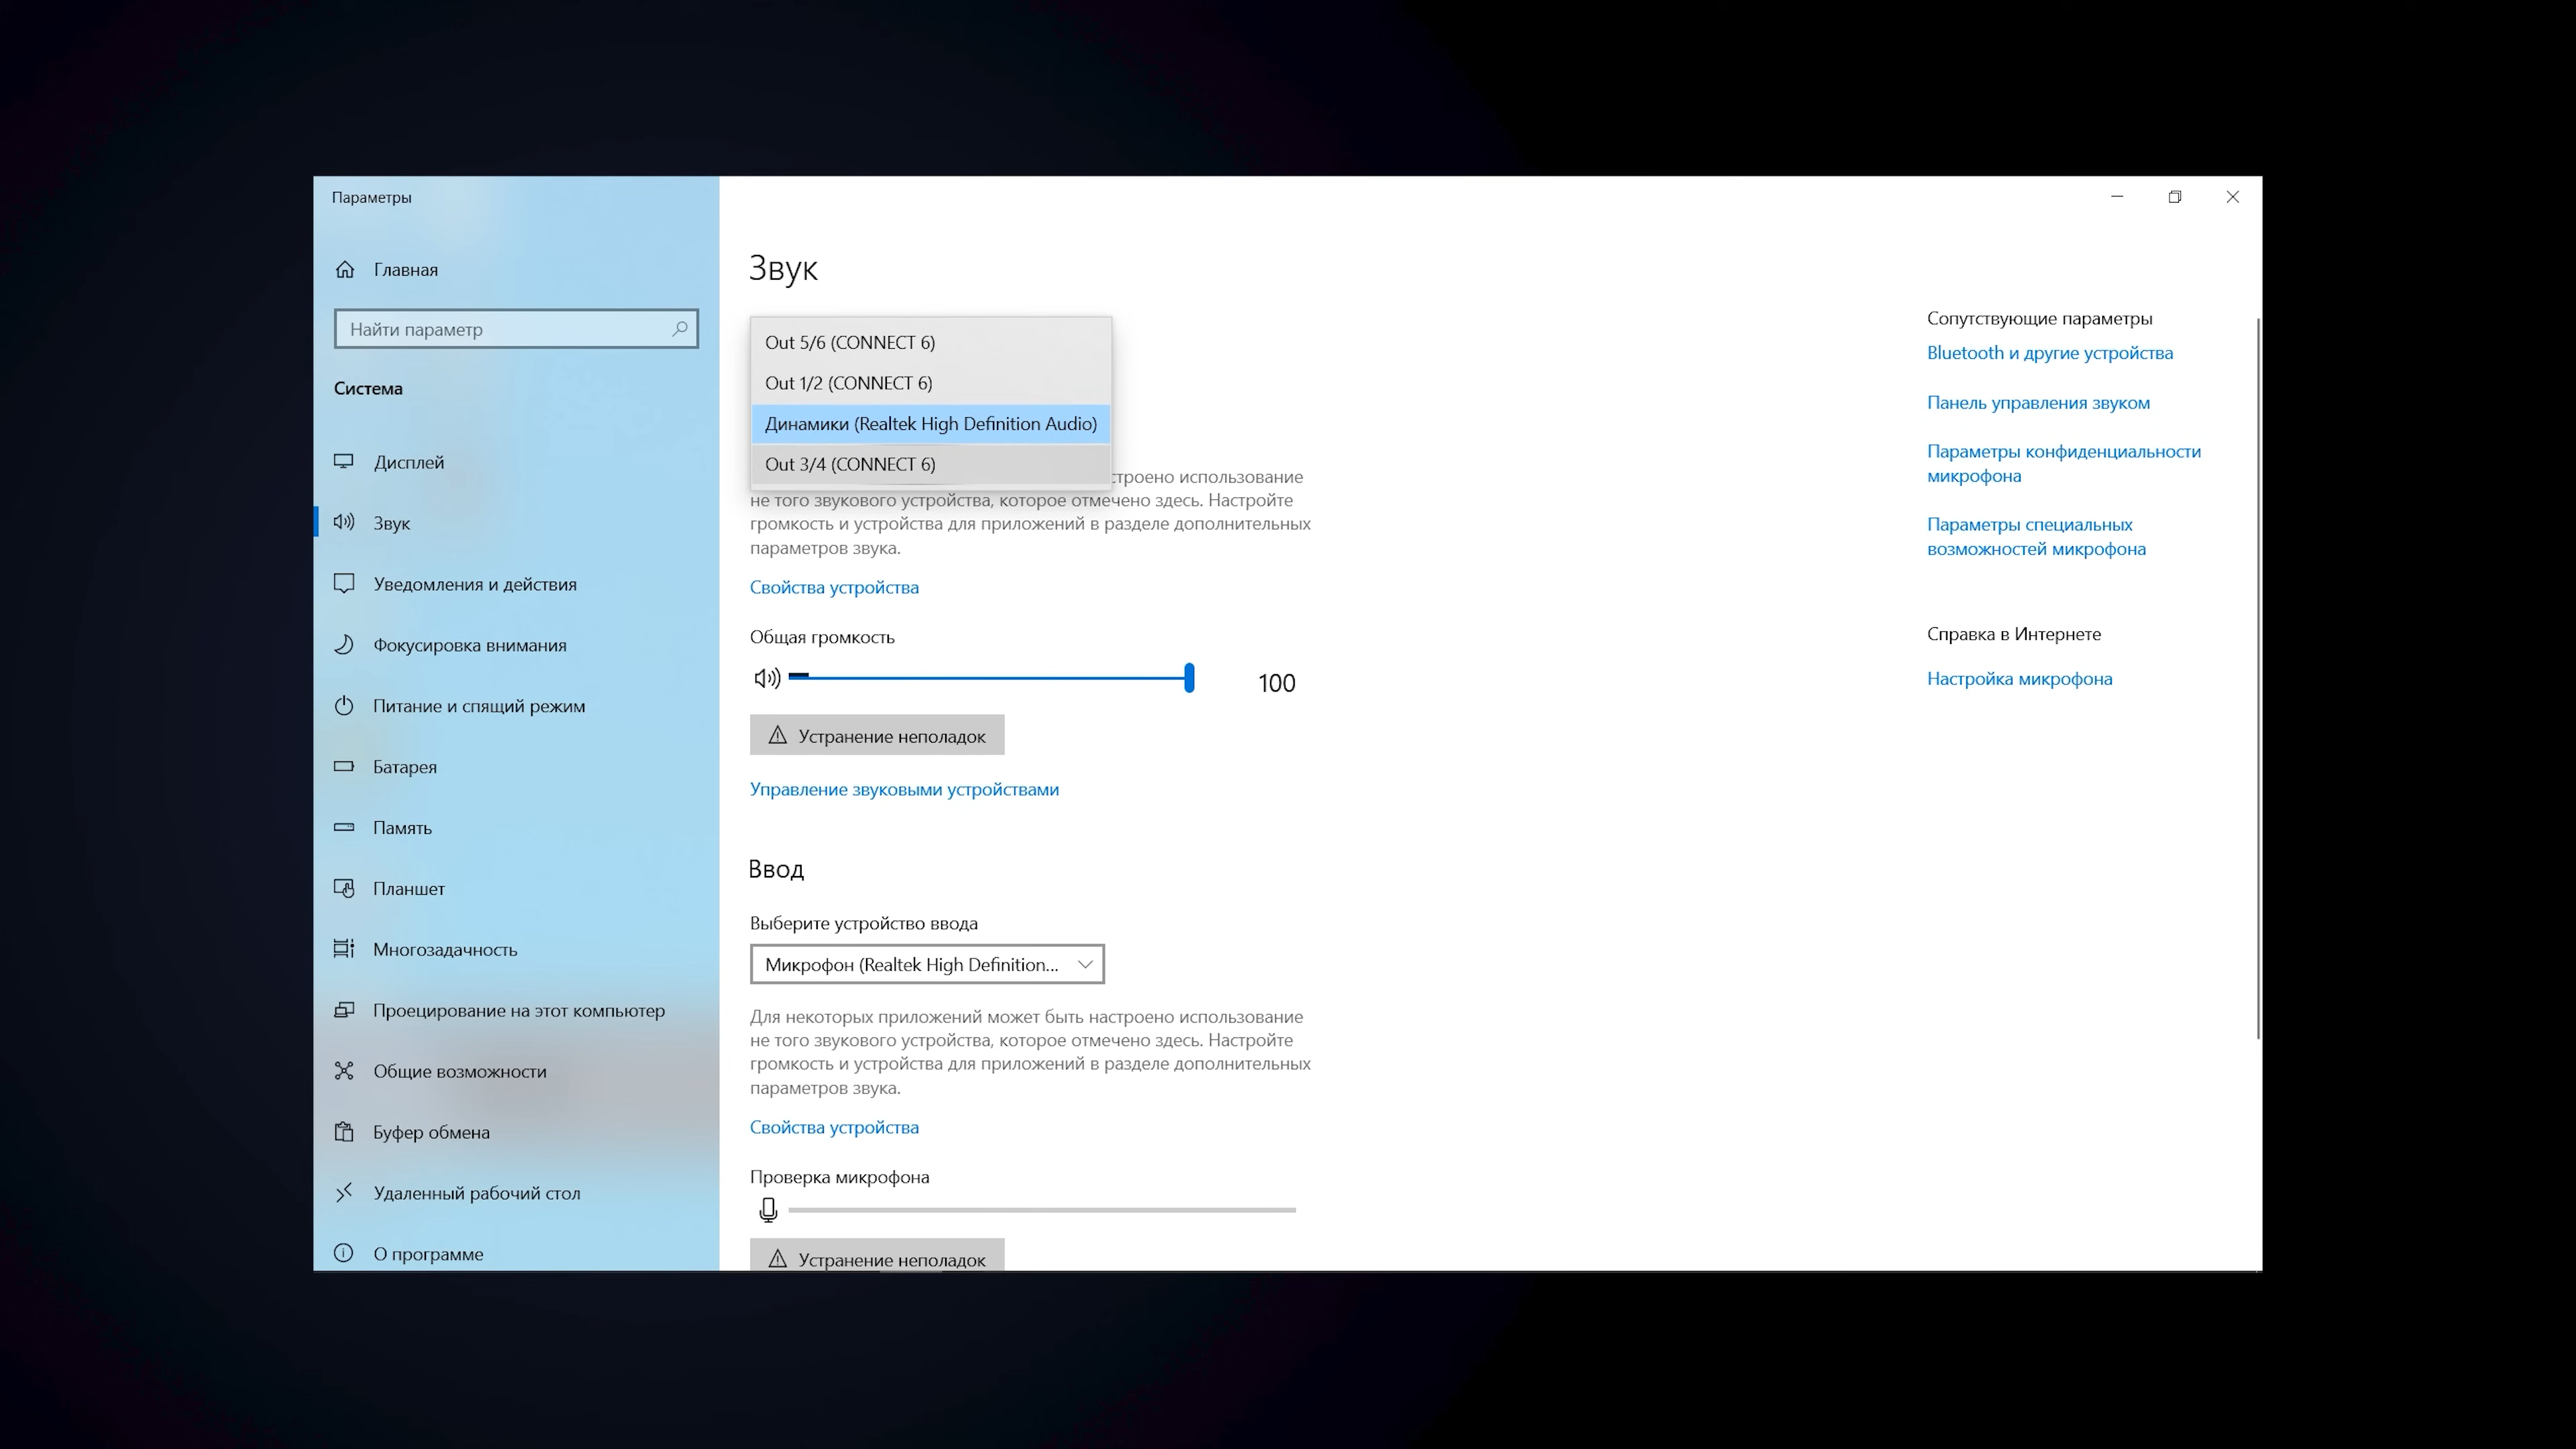 Параметры
Главная
Найти параметр
Система
Дисплей
Звук
Уведомления и действия
Фокусировка внимания
Питание и спящий режим
Батарея
Память
Планшет
Многозадачность
Проецирование на этот компьютер
Общие возможности
Буфер обмена
Удаленный рабочий стол
О программе
Звук
Out 5/6 (CONNECT 6)
Out 1/2 (CONNECT 6)
Динамики (Realtek High Definition Audio)
Out 3/4 (CONNECT 6)
строено использование
не того звукового устройства, которое отмечено здесь. Настройте
громкость и устройства для приложений в разделе дополнительных
параметров звука.
Свойства устройства
Общая громкость
100
Устранение неполадок
Управление звуковыми устройствами
Ввод
Выберите устройство ввода
Микрофон (Realtek High Definition...
Для некоторых приложений может быть настроено использование
не того звукового устройства, которое отмечено здесь. Настройте
громкость и устройства для приложений в разделе дополнительных
параметров звука.
Свойства устройства
Проверка микрофона
Устранение неполадок
Сопутствующие параметры
Bluetooth и другие устройства
Панель управления звуком
Параметры конфиденциальности
микрофона
Параметры специальных
возможностей микрофона
Справка в Интернете
Настройка микрофона